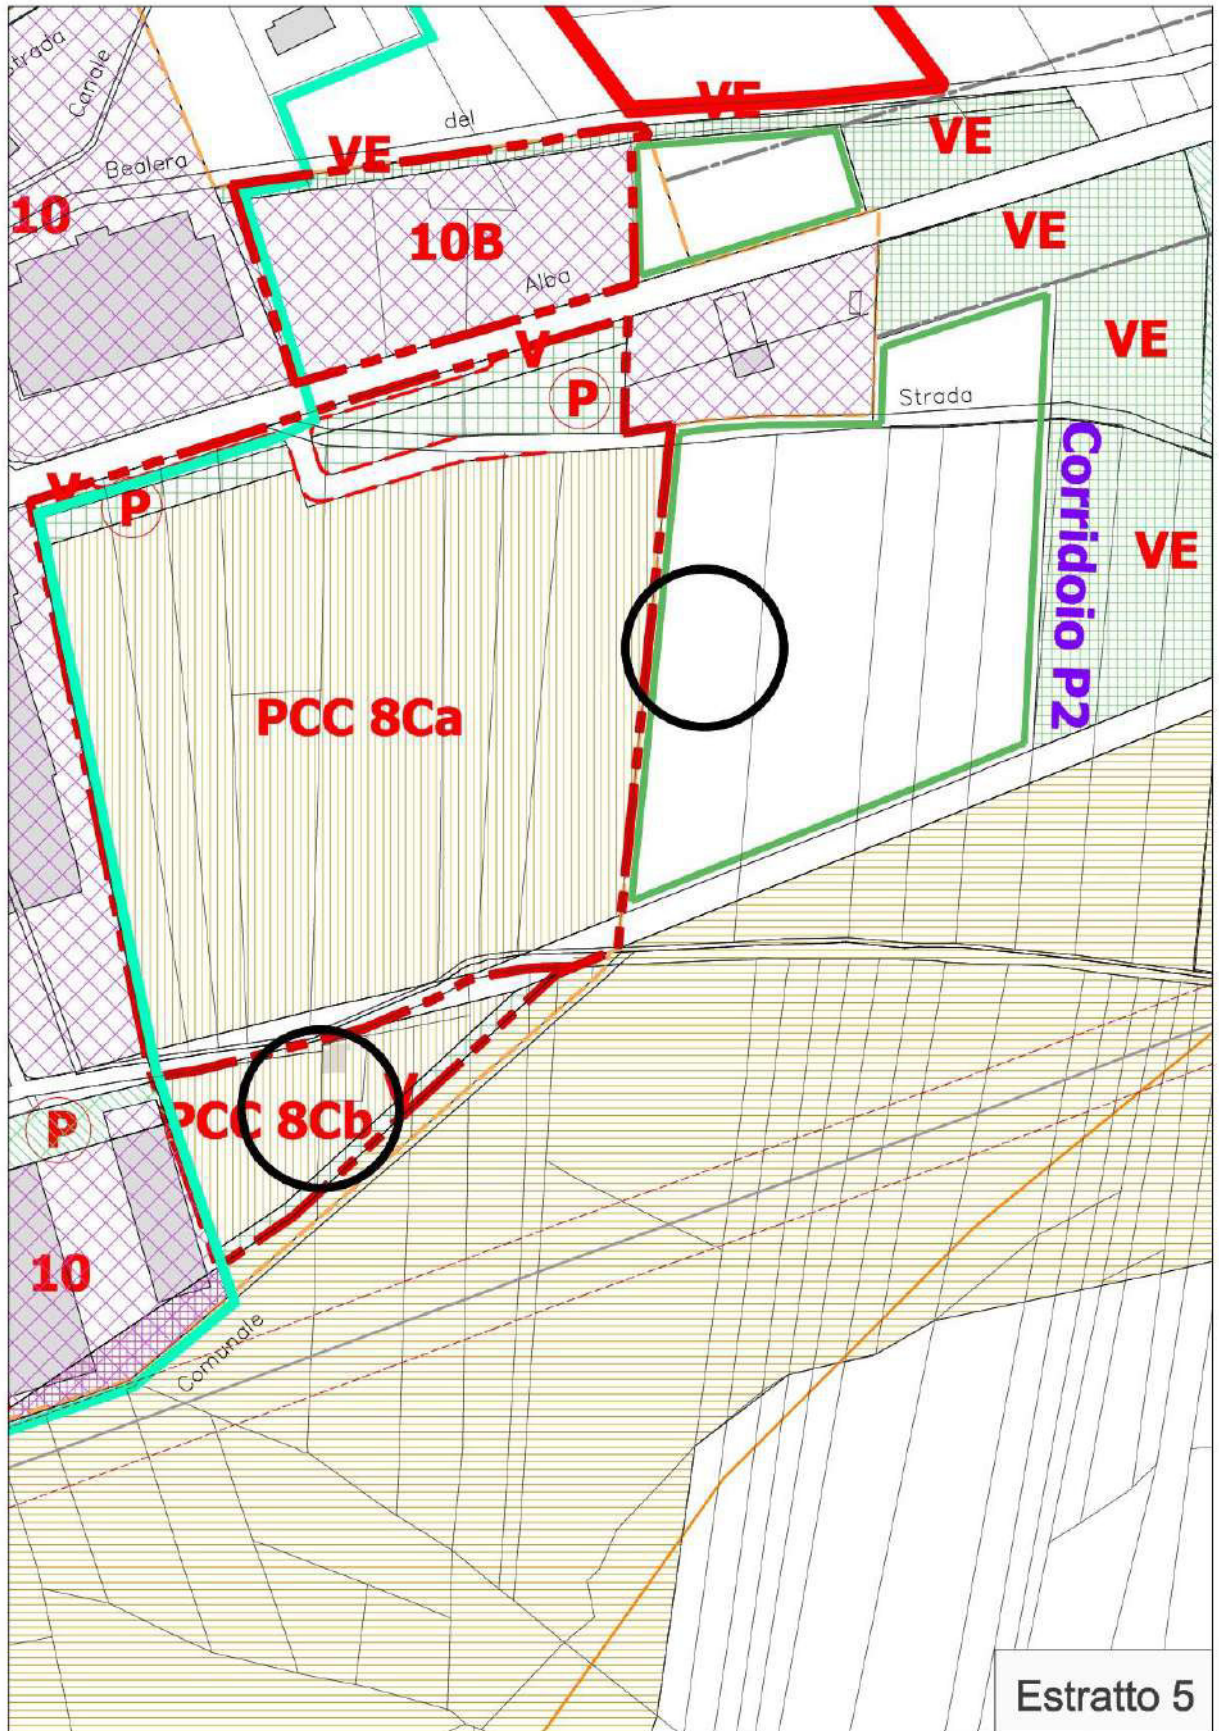 Strada
Canale
Bealera
del
VE
VE
VE
10
10B
VE
Alba
V
VE
P
Strada
V
P
Corridoio P2
VE
PCC 8Ca
V
PCC 8Cb
P
10
Comunale
Estratto 5